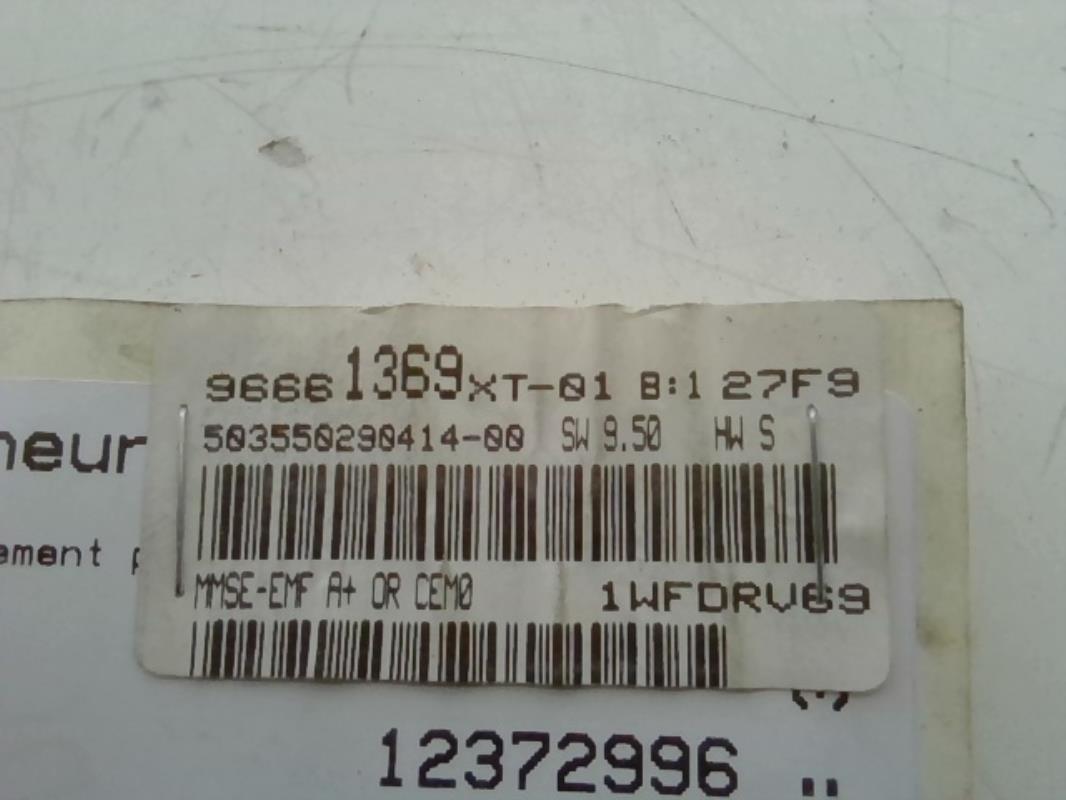 96661369XT-01 B:1 27F9
503550290414-00 SW 9.50 HW S
MMSE-EMF A+ OR CEM0
1WFDRV69
neur
ement p
12372996